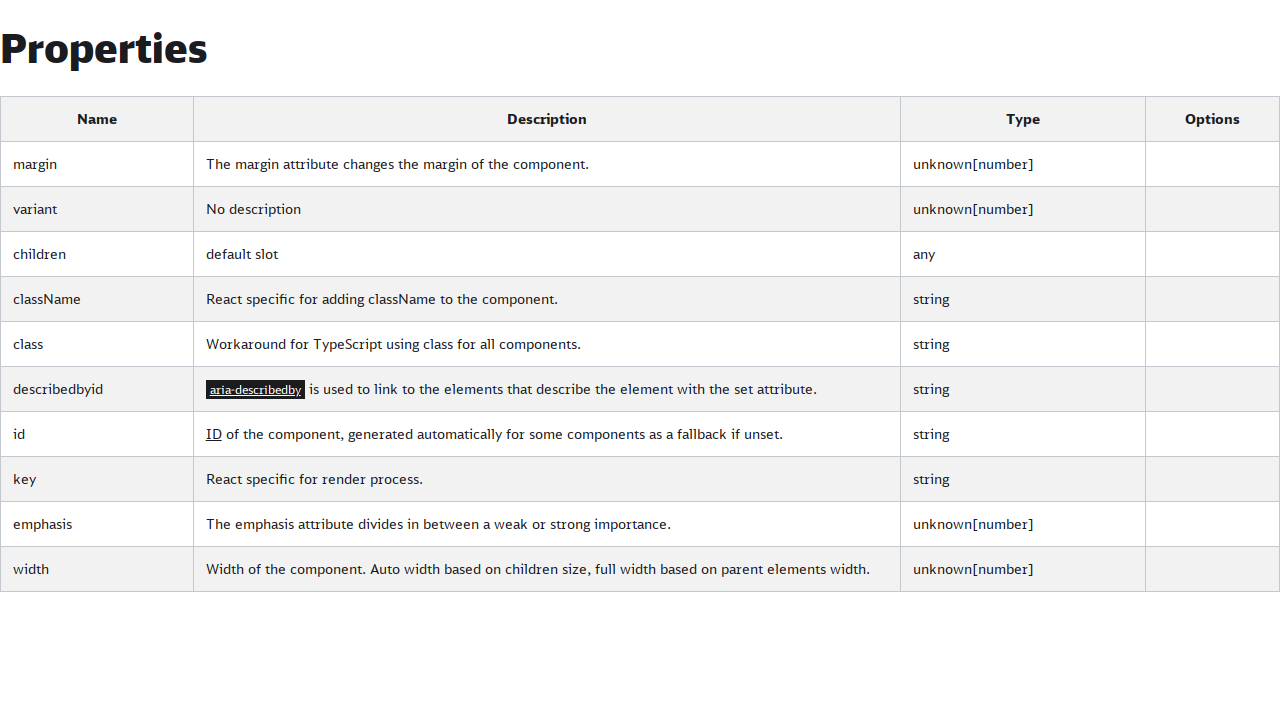 Properties
Name Description Type Options
margin The margin attribute changes the margin of the component. unknown[number]
variant No description unknown[number]
children default slot any
className React specific for adding className to the component. string
class Workaround for TypeScript using class for all components. string
describedbyid aria-describedby is used to link to the elements that describe the element with the set attribute. string
id ID of the component, generated automatically for some components as a fallback if unset. string
key React specific for render process. string
emphasis The emphasis attribute divides in between a weak or strong importance. unknown[number]
width Width of the component. Auto width based on children size, full width based on parent elements width. unknown[number]